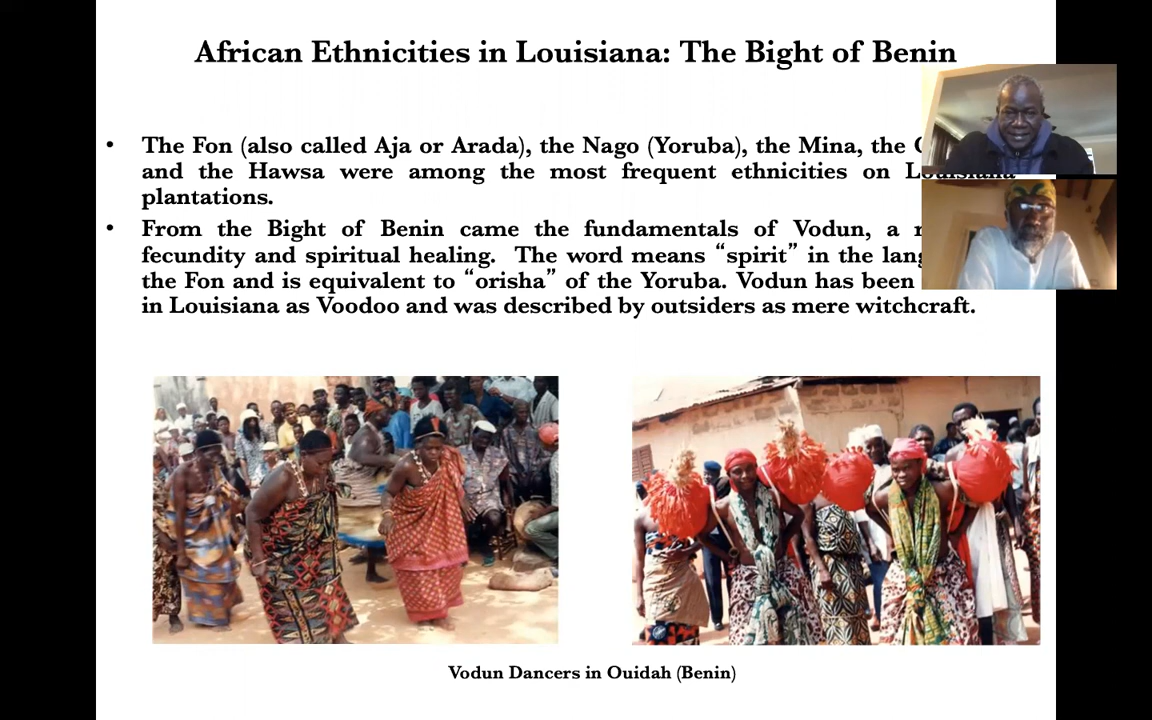 African Ethnicities in Louisiana: The Bight of Benin
• The Fon (also called Aja or Arada), the Nago (Yoruba), the Mina, the
and the Hawsa were among the most frequent ethnicities on Louisiana
plantations.
• From the Bight of Benin came the fundamentals of Vodun, a
fecundity and spiritual healing. The word means “spirit” in the
the Fon and is equivalent to “orisha” of the Yoruba. Vodun has been
in Louisiana as Voodoo and was described by outsiders as mere witchcraft.
Vodun Dancers in Ouidah (Benin)